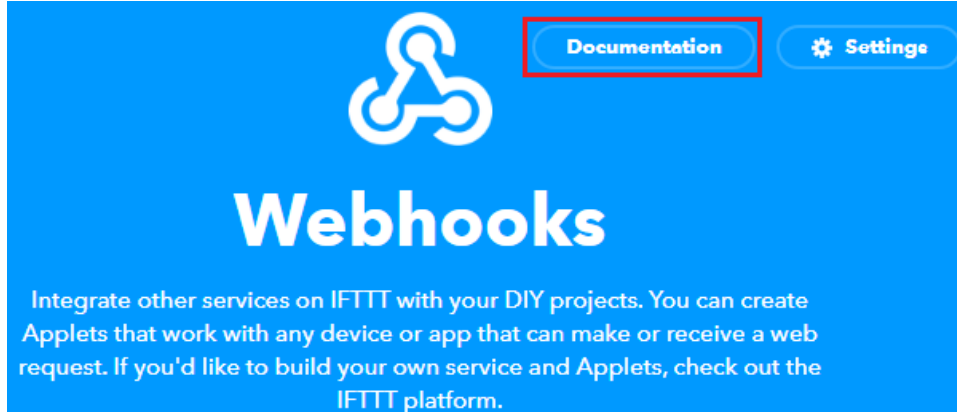 Documentation
Settings
Webhooks
Integrate other services on IFTTT with your DIY projects. You can create
Applets that work with any device or app that can make or receive a web
request. If you'd like to build your own service and Applets, check out the
IFTTT platform.